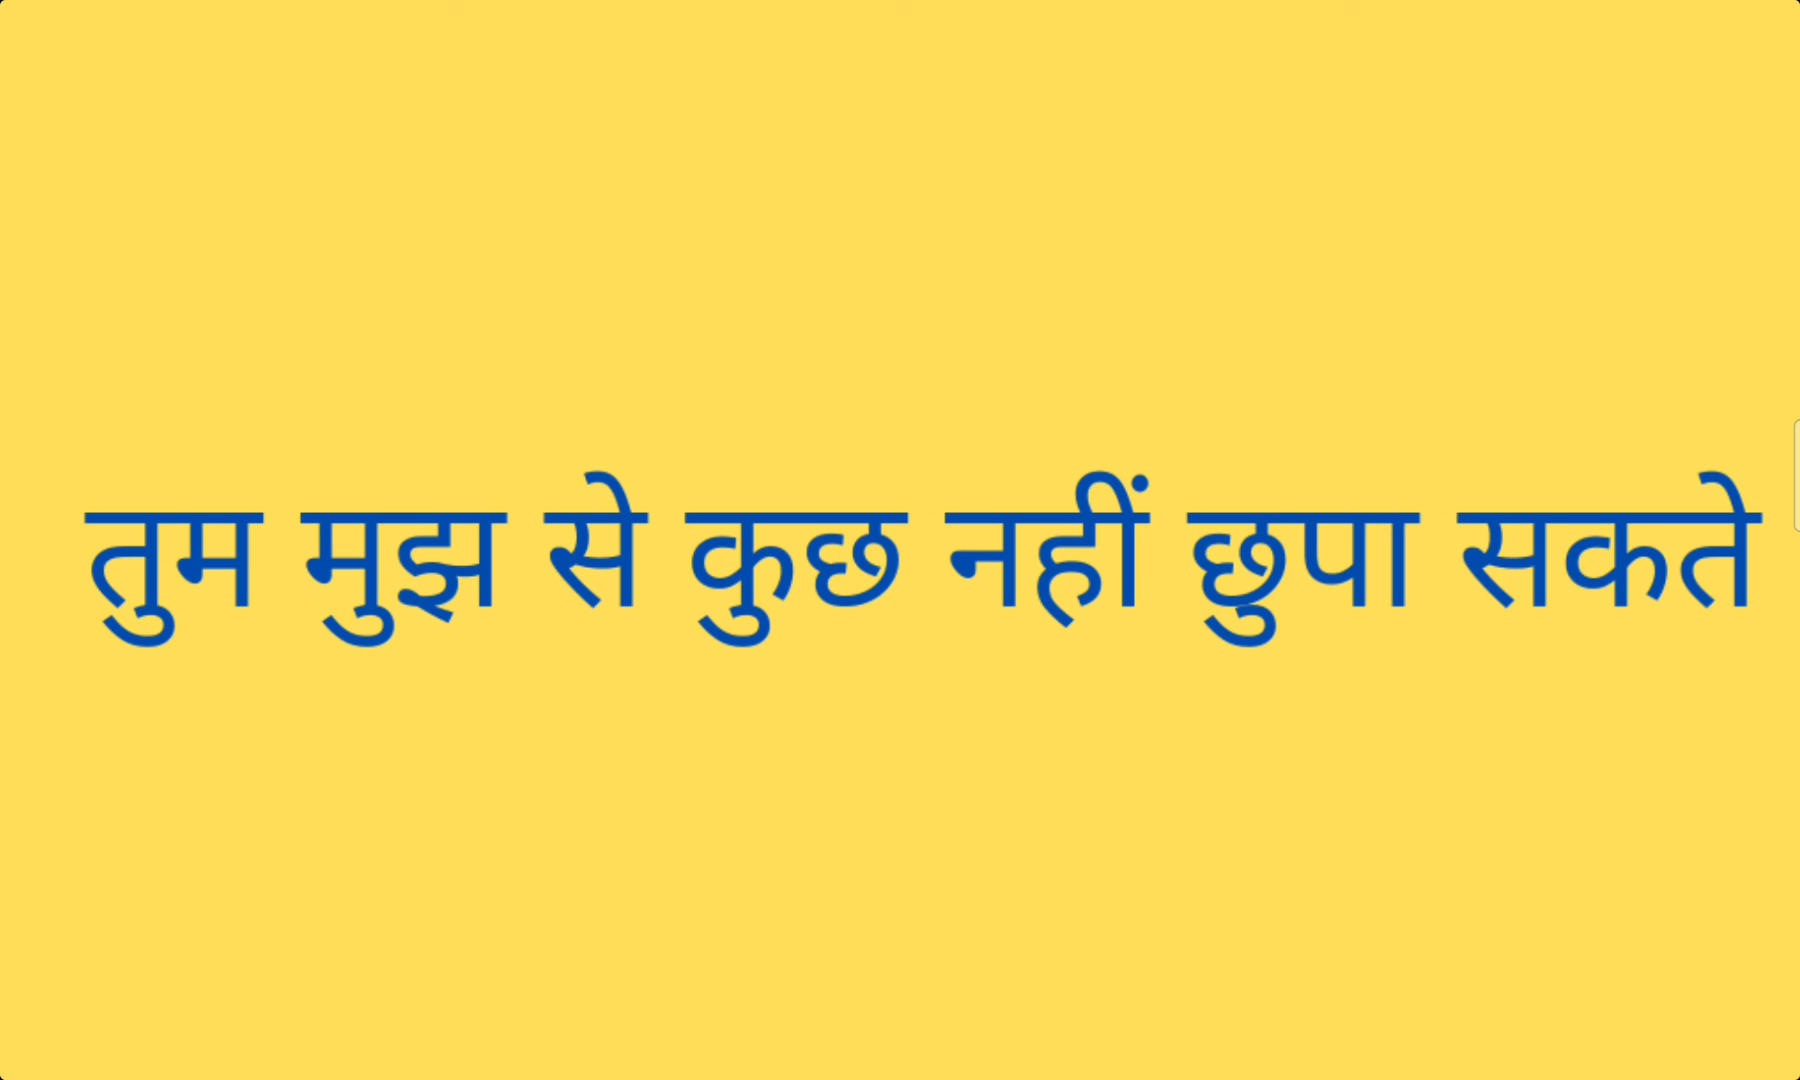 तुम मुझ से कुछ नहीं छुपा सकते